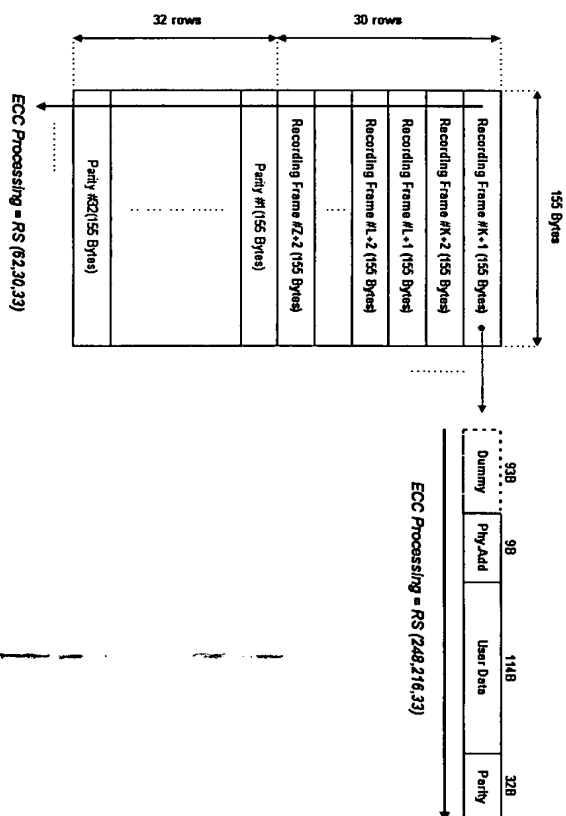 155 Bytes
30 rows
32 rows
Recording Frame #K+1 (155 Bytes)
Recording Frame #K+2 (155 Bytes)
Recording Frame #L+1 (155 Bytes)
Recording Frame #L+2 (155 Bytes)
Recording Frame #Z+2 (155 Bytes)
Parity #1 (155 Bytes)
Parity #32(155 Bytes)
ECC Processing = RS (62,30,33)
93B
9B
114B
32B
Dummy
Phy.Add
User Data
Parity
ECC Processing = RS (248,216,33)